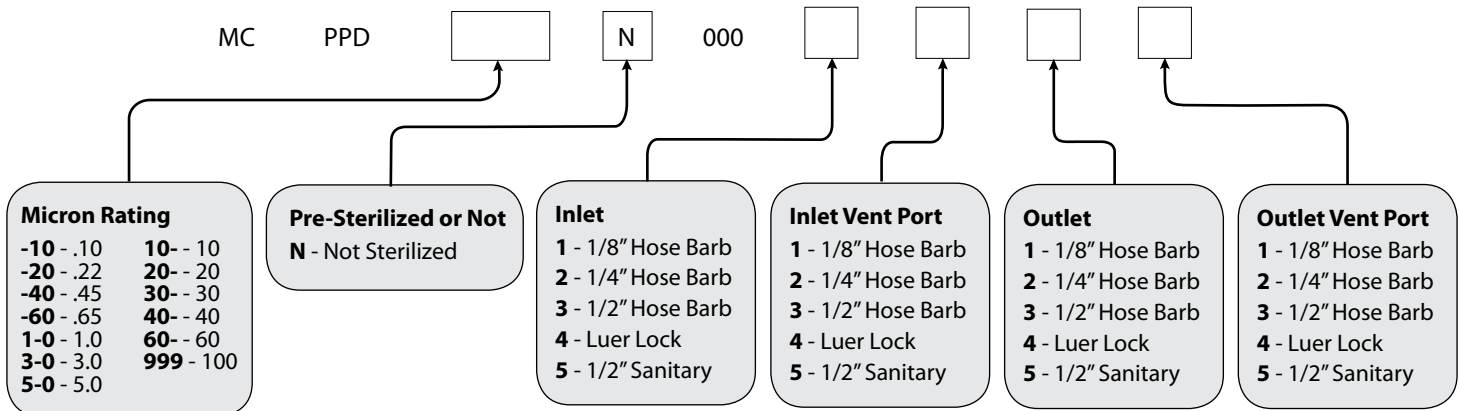 MC PPD N 000
Micron Rating
-10 - .10 10- - 10
-20 - .22 20- - 20
-40 - .45 30- - 30
-60 - .65 40- - 40
1-0 - 1.0 60- - 60
3-0 - 3.0 999 - 100
5-0 - 5.0
Pre-Sterilized or Not
N - Not Sterilized
Inlet
1 - 1/8" Hose Barb
2 - 1/4" Hose Barb
3 - 1/2" Hose Barb
4 - Luer Lock
5 - 1/2" Sanitary
Inlet Vent Port
1 - 1/8" Hose Barb
2 - 1/4" Hose Barb
3 - 1/2" Hose Barb
4 - Luer Lock
5 - 1/2" Sanitary
Outlet
1 - 1/8" Hose Barb
2 - 1/4" Hose Barb
3 - 1/2" Hose Barb
4 - Luer Lock
5 - 1/2" Sanitary
Outlet Vent Port
1 - 1/8" Hose Barb
2 - 1/4" Hose Barb
3 - 1/2" Hose Barb
4 - Luer Lock
5 - 1/2" Sanitary